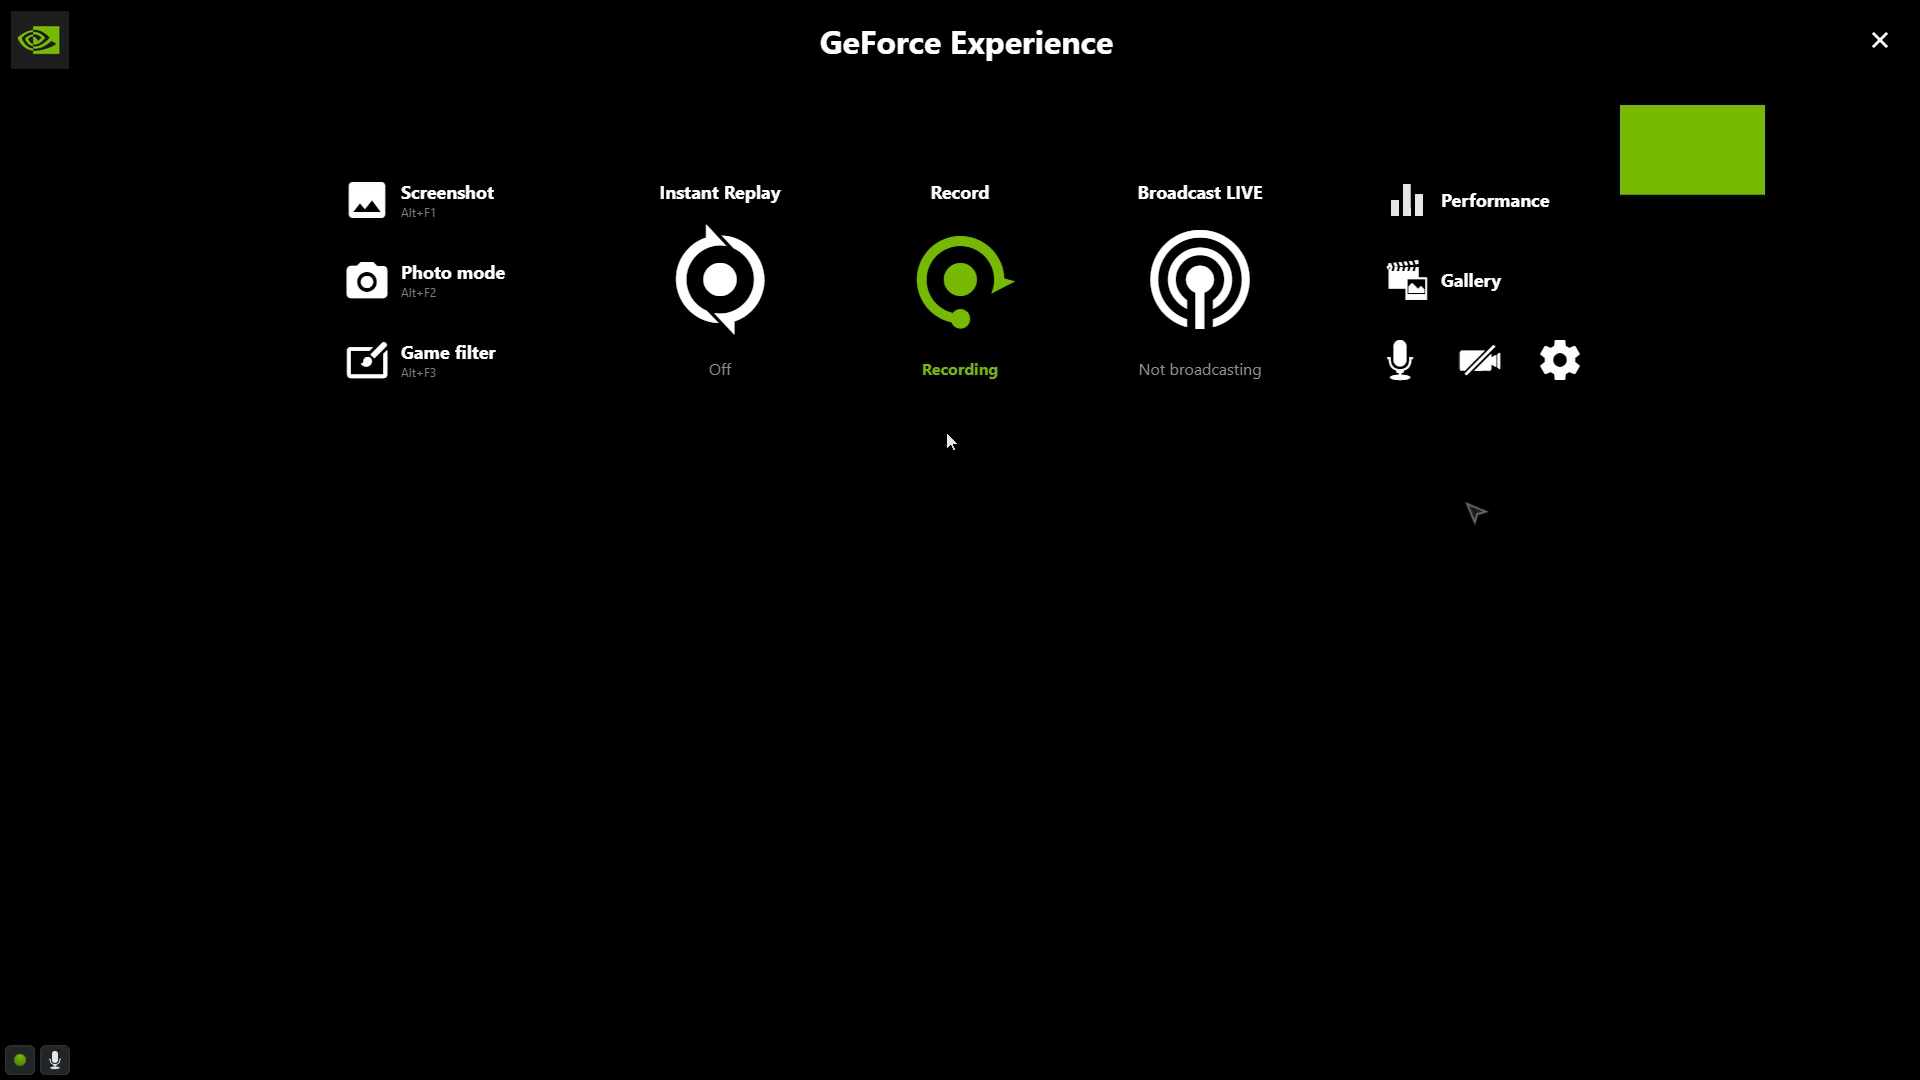 GeForce Experience
Screenshot
Alt+F1
Photo mode
Alt+F2
Game filter
Alt+F3
Instant Replay
Off
Record
Recording
Broadcast LIVE
Not broadcasting
Performance
Gallery